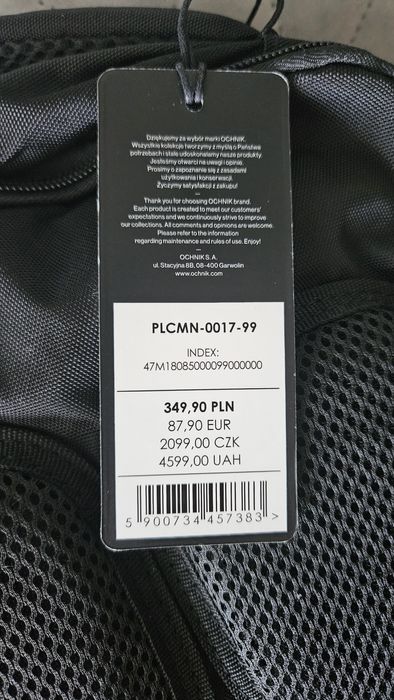 Dziękujemy za wybór marki OCHNIK.
Wszystkie kolekcje tworzymy z myślą o Państwa
potrzebach i stale udoskonalamy nasze produkty.
Jesteśmy otwarci na uwagi i opinie.
Prosimy o zapoznanie się z zasadami
użytkowania i konserwacji.
Życzymy satysfakcji z zakupu!
–
Thank you for choosing OCHNIK brand.
Each product is created to meet our customers'
expectations and we continuously strive to improve
our collections. All comments and opinions are welcome.
Please refer to the information
regarding maintenance and rules of use. Enjoy!
–
OCHNIK S. A.
ul. Stacyjna 8B, 08-400 Garwolin
www.ochnik.com
PLCMN-0017-99
INDEX:
47M18085000099000000
349,90 PLN
87,90 EUR
2099,00 CZK
4599,00 UAH
5 900734 457383 >